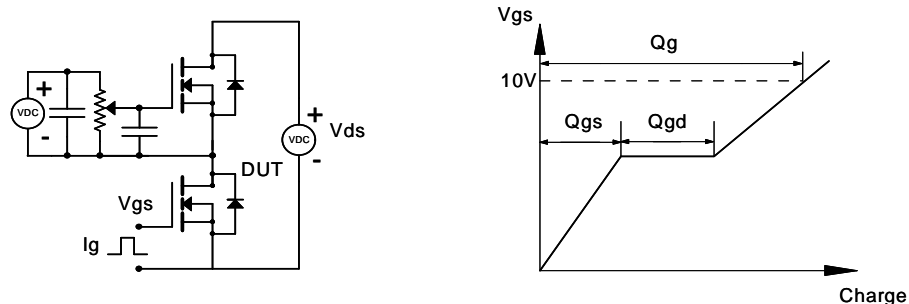 VDC
+
-
+
VDC
Vds
-
DUT
Vgs
Ig
Vgs
Qg
10V
Qgs
Qgd
Charge